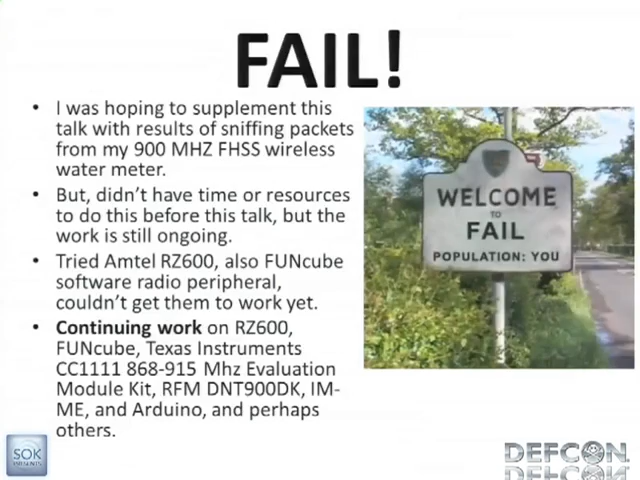 FAIL!
• I was hoping to supplement this
talk with results of sniffing packets
from my 900 MHZ FHSS wireless
water meter.
• But, didn't have time or resources
to do this before this talk, but the
work is still ongoing.
• Tried Amtel RZ600, also FUNcube
software radio peripheral,
couldn't get them to work yet.
• Continuing work on RZ600,
FUNcube, Texas Instruments
CC1111 868-915 Mhz Evaluation
Module Kit, RFM DNT900DK, IM-
ME, and Arduino, and perhaps
others.
WELCOME
TO
FAIL
POPULATION: YOU
SOK
PRESENTS
DEFCON